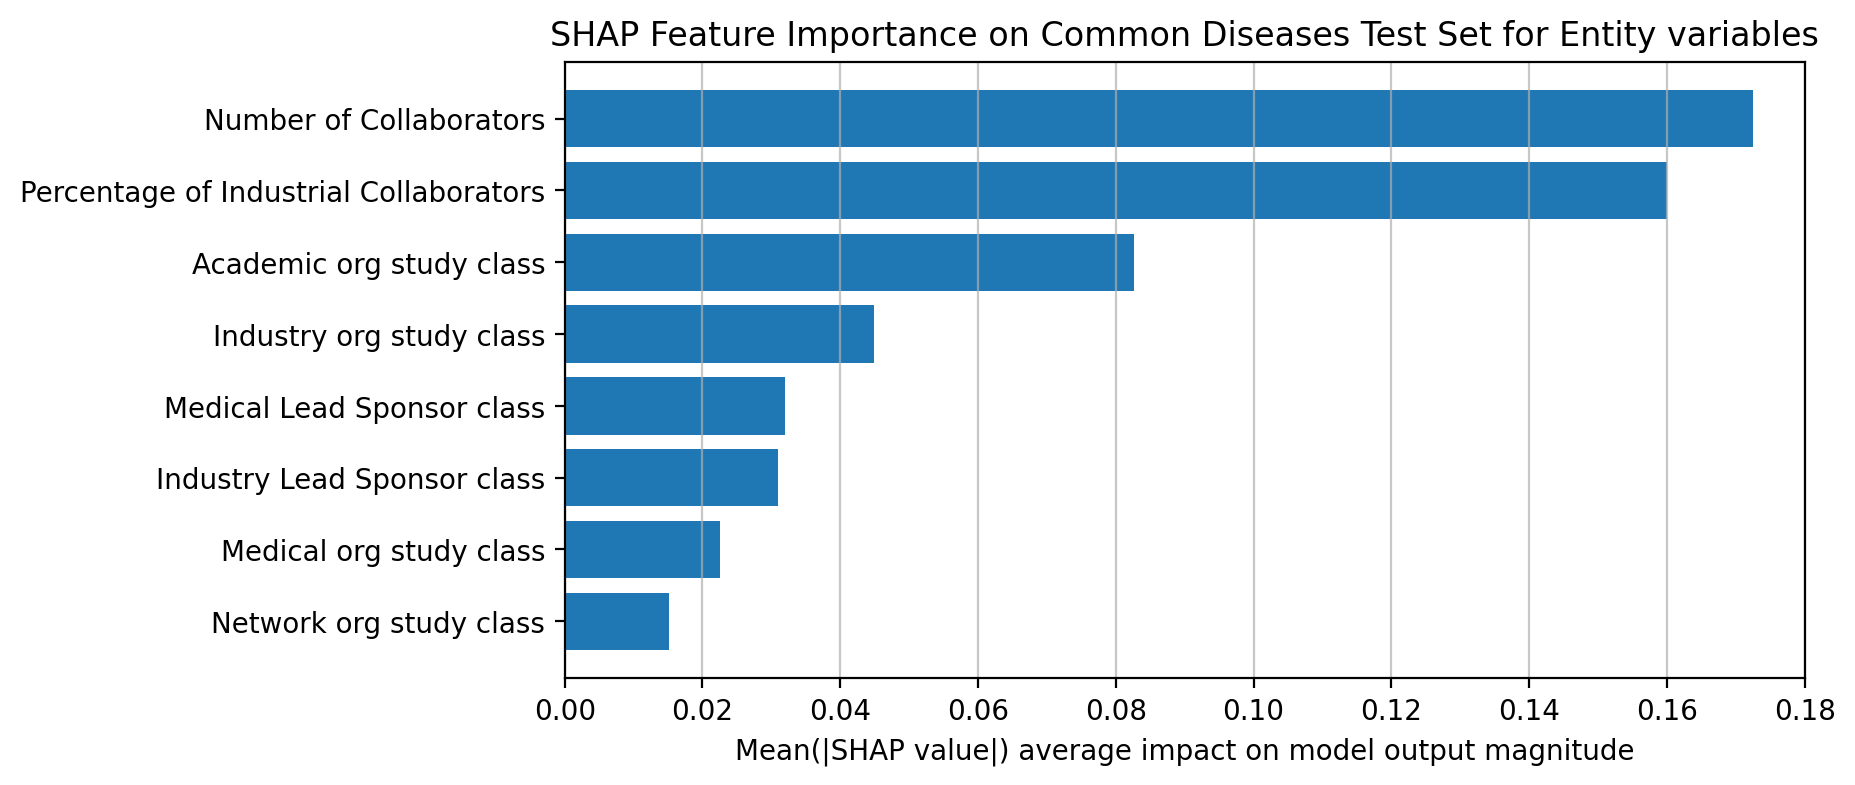 SHAP Feature Importance on Common Diseases Test Set for Entity variables
Number of Collaborators
Percentage of Industrial Collaborators
Academic org study class
Industry org study class
Medical Lead Sponsor class
Industry Lead Sponsor class
Medical org study class
Network org study class
0.00 0.02 0.04 0.06 0.08 0.10 0.12 0.14 0.16 0.18
Mean(|SHAP value|) average impact on model output magnitude